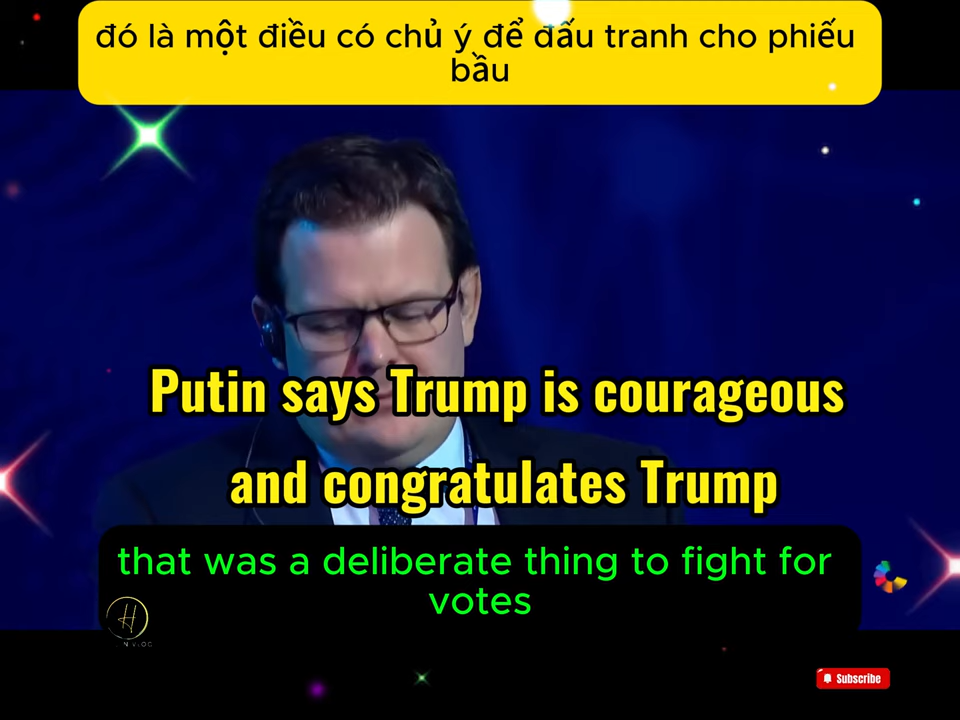 đó là một điều có chủ ý để đấu tranh cho phiếu
bầu
Putin says Trump is courageous
and congratulates Trump
that was a deliberate thing to fight for
votes
H
N VLOG
Subscribe